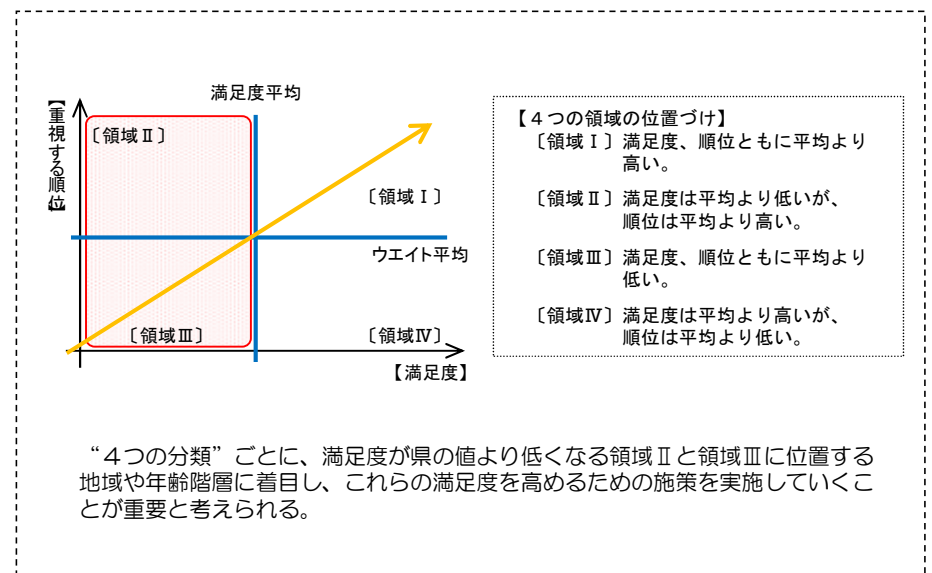 満足度平均
【重視する順位】
〔領域Ⅱ〕
〔領域Ⅰ〕
ウエイト平均
〔領域Ⅲ〕
〔領域Ⅳ〕
【満足度】
【４つの領域の位置づけ】
〔領域Ⅰ〕満足度、順位ともに平均より
高い。
〔領域Ⅱ〕満足度は平均より低いが、
順位は平均より高い。
〔領域Ⅲ〕満足度、順位ともに平均より
低い。
〔領域Ⅳ〕満足度は平均より高いが、
順位は平均より低い。
“４つの分類”ごとに、満足度が県の値より低くなる領域Ⅱと領域Ⅲに位置する
地域や年齢階層に着目し、これらの満足度を高めるための施策を実施していくこ
とが重要と考えられる。